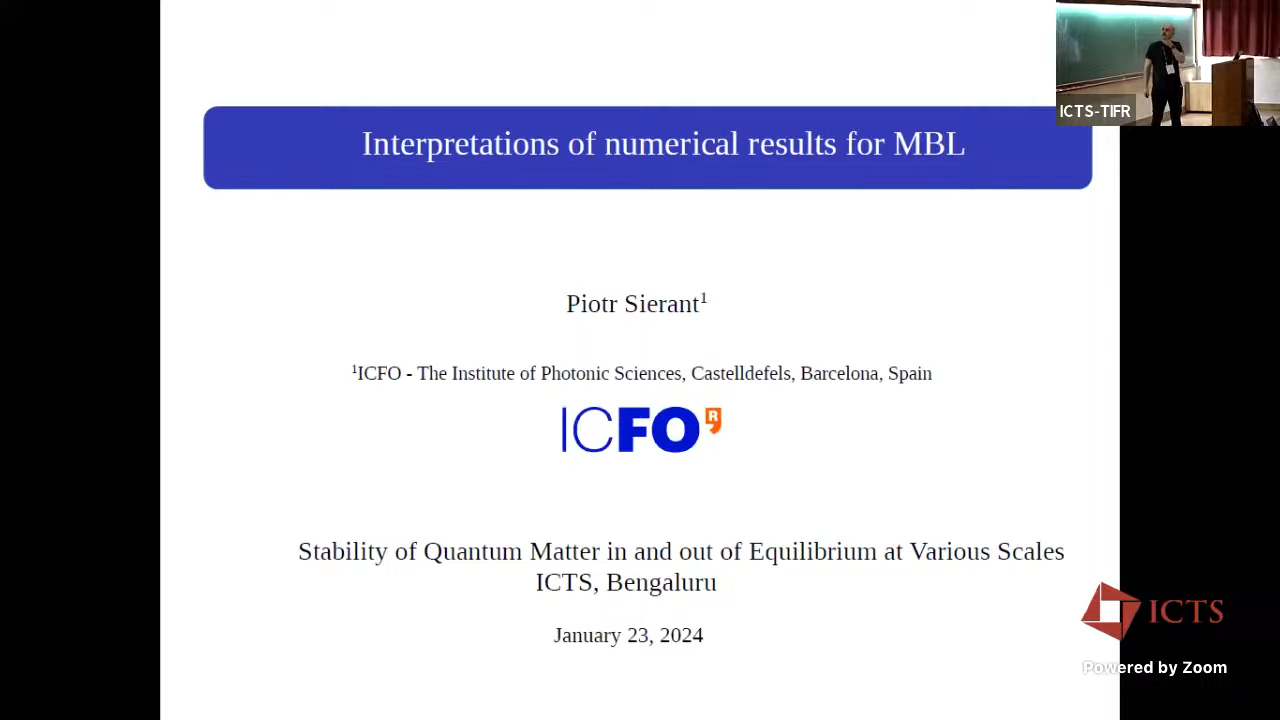 Interpretations of numerical results for MBL
ICTS-TIFR
Piotr Sierant¹
¹ICFO - The Institute of Photonic Sciences, Castelldefels, Barcelona, Spain
ICFOR
Stability of Quantum Matter in and out of Equilibrium at Various Scales
ICTS, Bengaluru
January 23, 2024
ICTS
Powered by Zoom